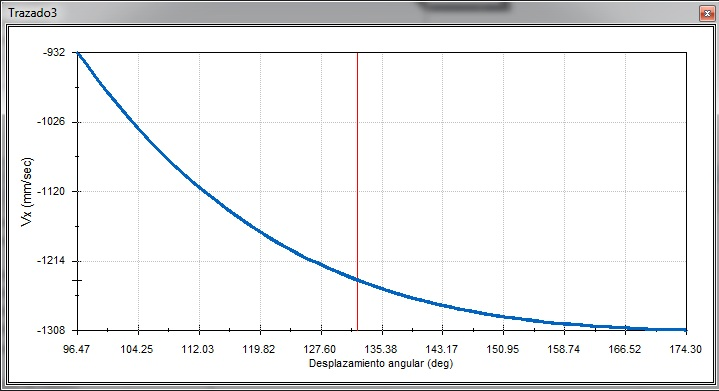 Trazado3
Vx (mm/sec)
-932
-1026
-1120
-1214
-1308
96.47 104.25 112.03 119.82 127.60 135.38 143.17 150.95 158.74 166.52 174.30
Desplazamiento angular (deg)